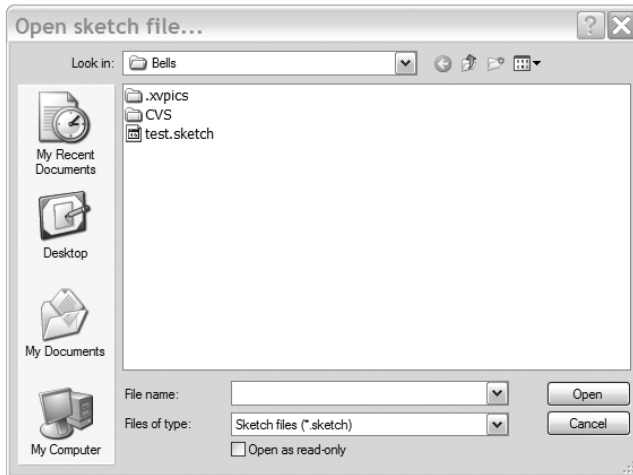 Open sketch file...
Look in: Bells
.xvpics
CVS
test.sketch
My Recent
Documents
Desktop
My Documents
My Computer
File name: Open
Files of type: Sketch files (*.sketch) Cancel
Open as read-only